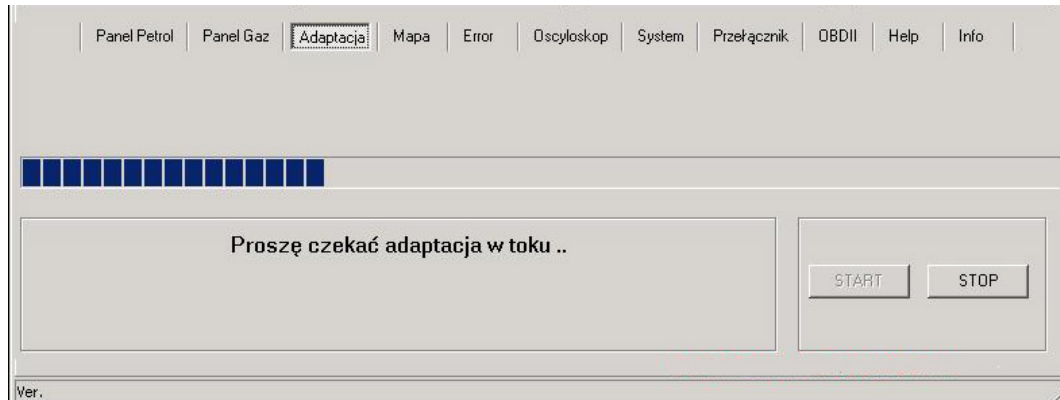 Panel Petrol Panel Gaz Adaptacja Mapa Error Oscyloskop System Przełącznik OBDII Help Info
Proszę czekać adaptacja w toku ..
START STOP
Ver.